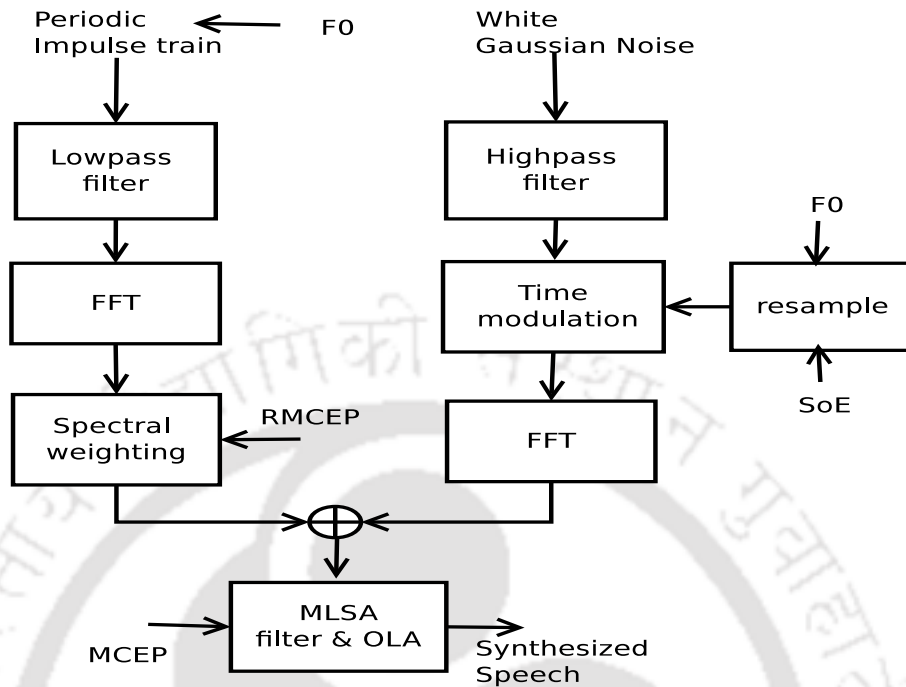 Periodic
Impulse train
F0
White
Gaussian Noise
Lowpass
filter
Highpass
filter
F0
FFT
Time
modulation
resample
SoE
Spectral
weighting
RMCEP
FFT
MLSA
filter & OLA
MCEP
Synthesized
Speech